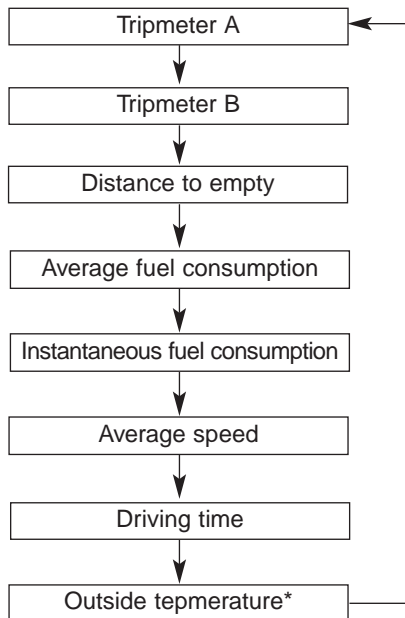 Tripmeter A
Tripmeter B
Distance to empty
Average fuel consumption
Instantaneous fuel consumption
Average speed
Driving time
Outside tepmerature*